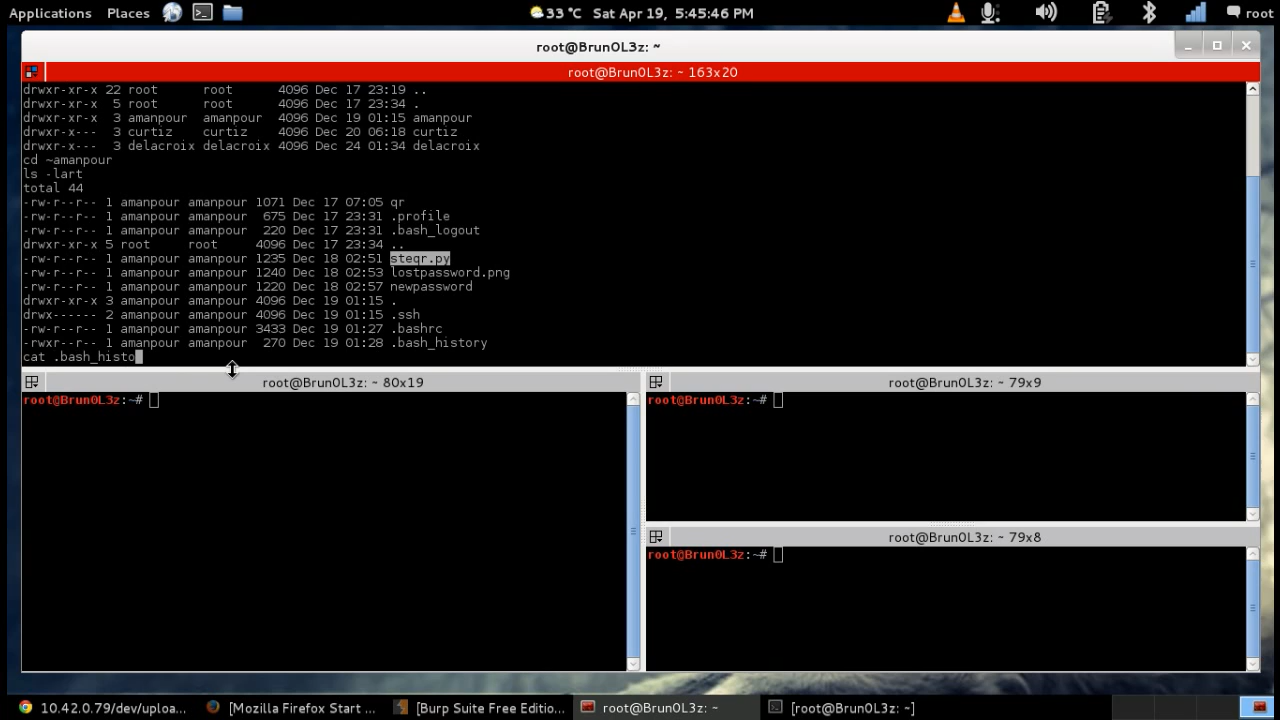 Applications Places 33 °C Sat Apr 19, 5:45:46 PM root
root@Brun0L3z: ~
root@Brun0L3z: ~ 163x20
drwxr-xr-x 22 root      root      4096 Dec 17 23:19 ..
drwxr-xr-x  5 root      root      4096 Dec 17 23:34 .
drwxr-xr-x  3 amanpour  amanpour  4096 Dec 19 01:15 amanpour
drwxr-x---  3 curtiz    curtiz    4096 Dec 20 06:18 curtiz
drwxr-x---  3 delacroix delacroix 4096 Dec 24 01:34 delacroix
cd ~amanpour
ls -lart
total 44
-rw-r--r-- 1 amanpour amanpour 1071 Dec 17 07:05 qr
-rw-r--r-- 1 amanpour amanpour  675 Dec 17 23:31 .profile
-rw-r--r-- 1 amanpour amanpour  220 Dec 17 23:31 .bash_logout
drwxr-xr-x 5 root     root     4096 Dec 17 23:34 ..
-rw-r--r-- 1 amanpour amanpour 1235 Dec 18 02:51 steqr.py
-rw-r--r-- 1 amanpour amanpour 1240 Dec 18 02:53 lostpassword.png
-rw-r--r-- 1 amanpour amanpour 1220 Dec 18 02:57 newpassword
drwxr-xr-x 3 amanpour amanpour 4096 Dec 19 01:15 .
drwx------ 2 amanpour amanpour 4096 Dec 19 01:15 .ssh
-rw-r--r-- 1 amanpour amanpour 3433 Dec 19 01:27 .bashrc
-rwxr--r-- 1 amanpour amanpour  270 Dec 19 01:28 .bash_history
cat .bash_histo
root@Brun0L3z: ~ 80x19
root@Brun0L3z:~#
root@Brun0L3z: ~ 79x9
root@Brun0L3z:~#
root@Brun0L3z: ~ 79x8
root@Brun0L3z:~#
10.42.0.79/dev/uploa... [Mozilla Firefox Start ... [Burp Suite Free Editio... root@Brun0L3z: ~ [root@Brun0L3z: ~]